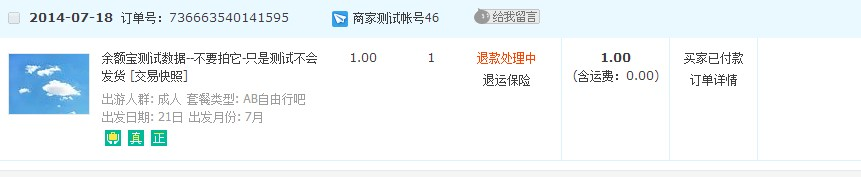 2014-07-18 订单号：736663540141595 商家测试帐号46 1 给我留言
余额宝测试数据--不要拍它-只是测试不会 1.00 1 退款处理中 1.00 买家已付款
发货 [交易快照] 退运保险 (含运费：0.00) 订单详情
出游人群: 成人 套餐类型: AB自由行吧
出发日期: 21日 出发月份: 7月
真 正